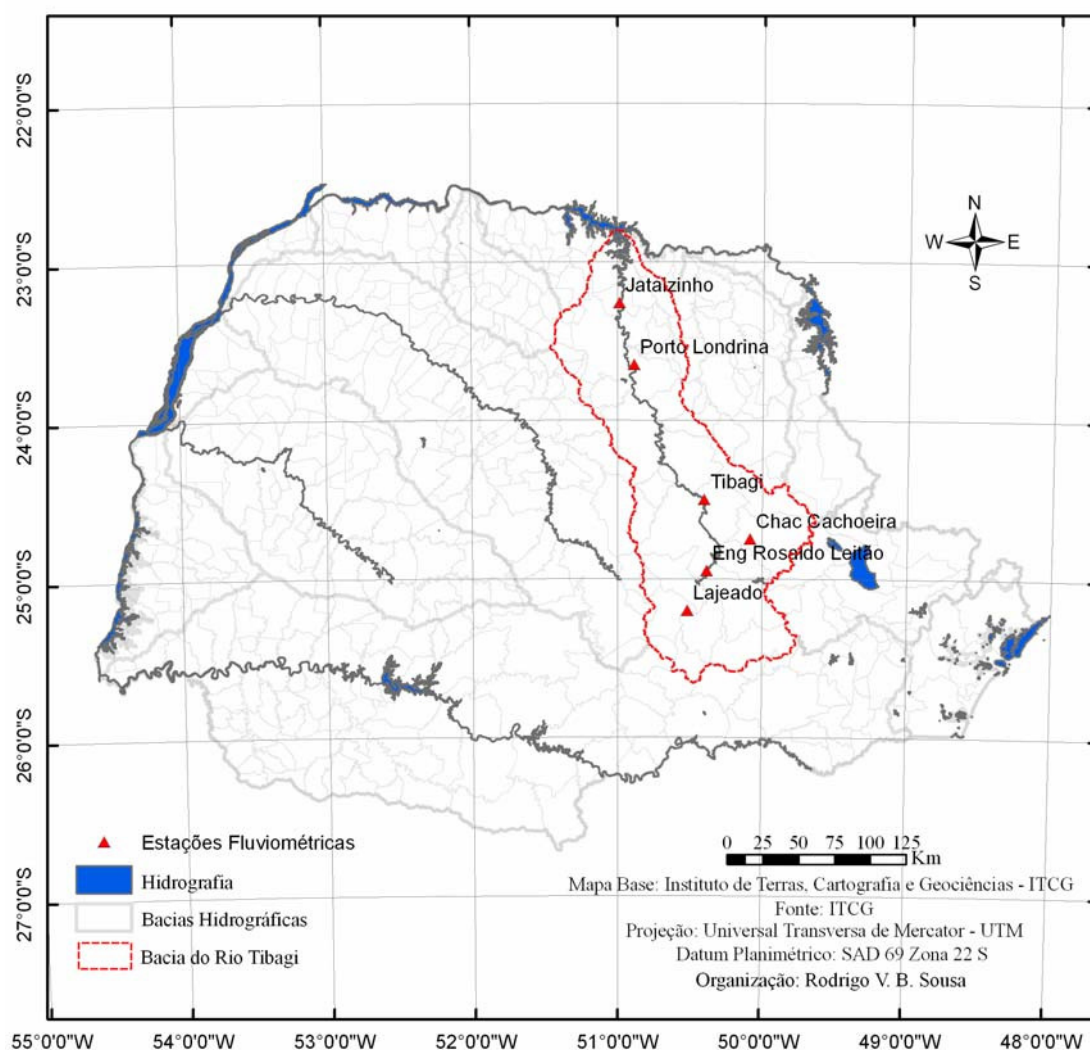 22°0'0"S
23°0'0"S
24°0'0"S
25°0'0"S
26°0'0"S
27°0'0"S
N
W
E
S
Jataizinho
Porto Londrina
Tibagi
Chac Cachoeira
Eng Rosaldo Leitão
Lajeado
Estações Fluviométricas
Hidrografia
Bacias Hidrográficas
Bacia do Rio Tibagi
0 25 50 75 100 125
Km
Mapa Base: Instituto de Terras, Cartografia e Geociências - ITCG
Fonte: ITCG
Projeção: Universal Transversa de Mercator - UTM
Datum Planimétrico: SAD 69 Zona 22 S
Organização: Rodrigo V. B. Sousa
55°0'0"W 54°0'0"W 53°0'0"W 52°0'0"W 51°0'0"W 50°0'0"W 49°0'0"W 48°0'0"W